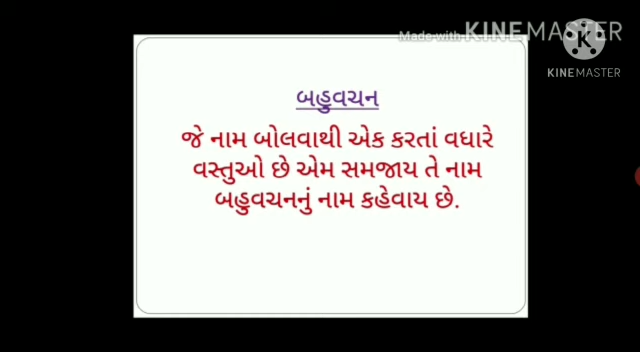 Made with KINEMASTER
KINEMASTER
બહુવચન
જે નામ બોલવાથી એક કરતાં વધારે
વસ્તુઓ છે એમ સમજાય તે નામ
બહુવચનનું નામ કહેવાય છે.